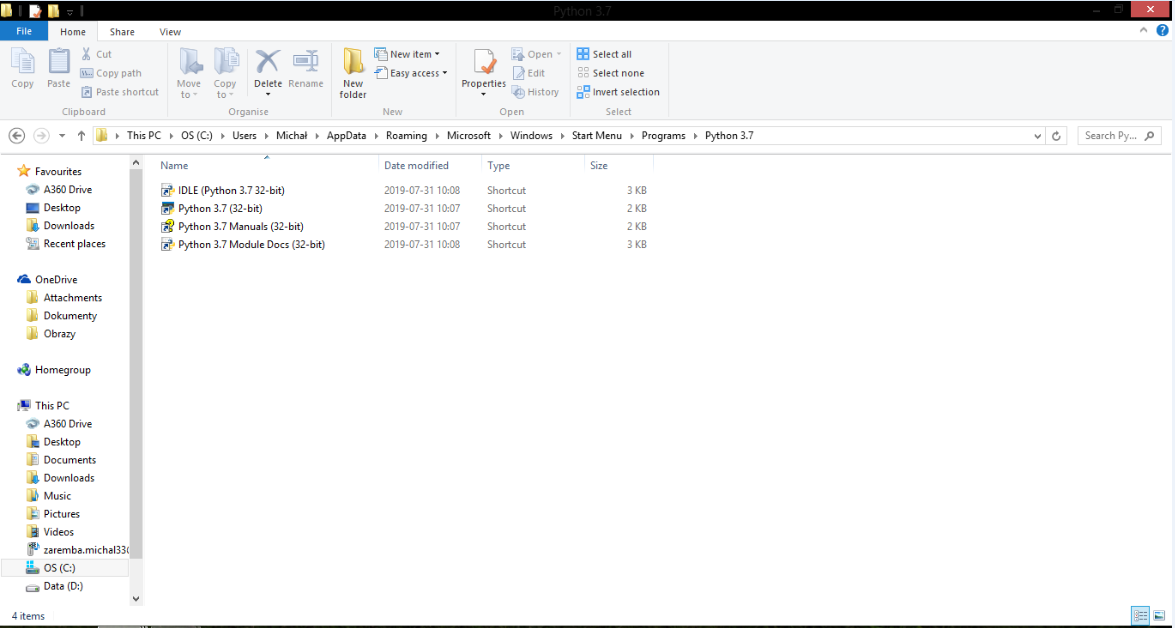 Python 3.7
File Home Share View
Copy
Paste
Cut
Copy path
Paste shortcut
Clipboard
Move to
Copy to
Delete
Rename
Organise
New folder
New item
Easy access
New
Properties
Open
Edit
History
Open
Select all
Select none
Invert selection
Select
This PC OS (C:) Users Michał AppData Roaming Microsoft Windows Start Menu Programs Python 3.7
Search Py...
Favourites
A360 Drive
Desktop
Downloads
Recent places
OneDrive
Attachments
Dokumenty
Obrazy
Homegroup
This PC
A360 Drive
Desktop
Documents
Downloads
Music
Pictures
Videos
zaremba.michal33@
OS (C:)
Data (D:)
Name Date modified Type Size
IDLE (Python 3.7 32-bit) 2019-07-31 10:08 Shortcut 3 KB
Python 3.7 (32-bit) 2019-07-31 10:07 Shortcut 2 KB
Python 3.7 Manuals (32-bit) 2019-07-31 10:07 Shortcut 2 KB
Python 3.7 Module Docs (32-bit) 2019-07-31 10:08 Shortcut 3 KB
4 items